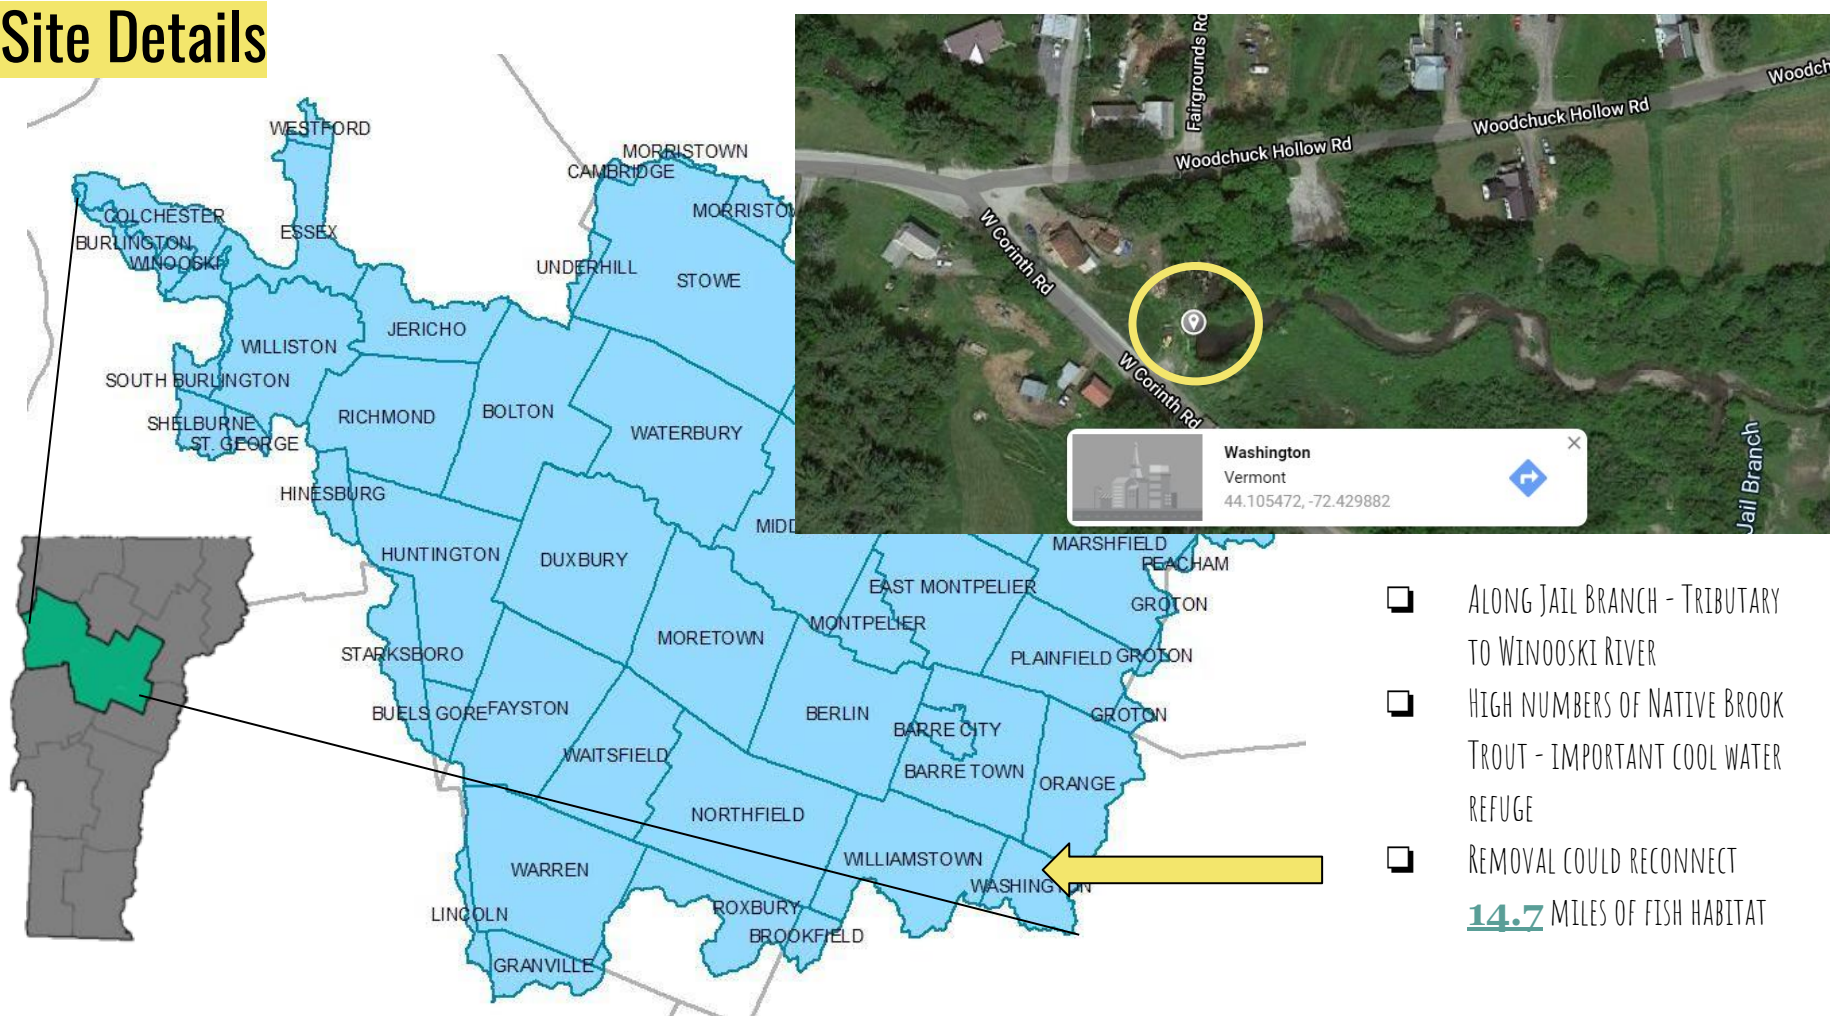 Site Details
WESTFORD
MORRISTOWN
CAMBRIDGE
COLCHESTER
ESSEX
BURLINGTON
WINOOSKI
UNDERHILL
STOWE
JERICHO
WILLISTON
SOUTH BURLINGTON
RICHMOND
BOLTON
SHELBURNE
ST. GEORGE
WATERBURY
HINESBURG
HUNTINGTON
DUXBURY
MARSHFIELD
PEACHAM
EAST MONTPELIER
GROTON
MONTPELIER
MORETOWN
STARKSBORO
PLAINFIELD
GROTON
BUELS GORE
FAYSTON
BERLIN
GROTON
BARRE CITY
WAITSFIELD
BARRE TOWN
ORANGE
NORTHFIELD
WARREN
WILLIAMSTOWN
WASHINGTON
LINCOLN
ROXBURY
BROOKFIELD
GRANVILLE
Fairgrounds Rd
Woodchuck Hollow Rd
Woodchuck Hollow Rd
Woodch
W Corinth Rd
W Corinth Rd
Jail Branch
Washington
Vermont
44.105472, -72.429882
Along Jail Branch - Tributary
to Winooski River
High numbers of Native Brook
Trout - important cool water
refuge
Removal could reconnect
14.7 miles of fish habitat